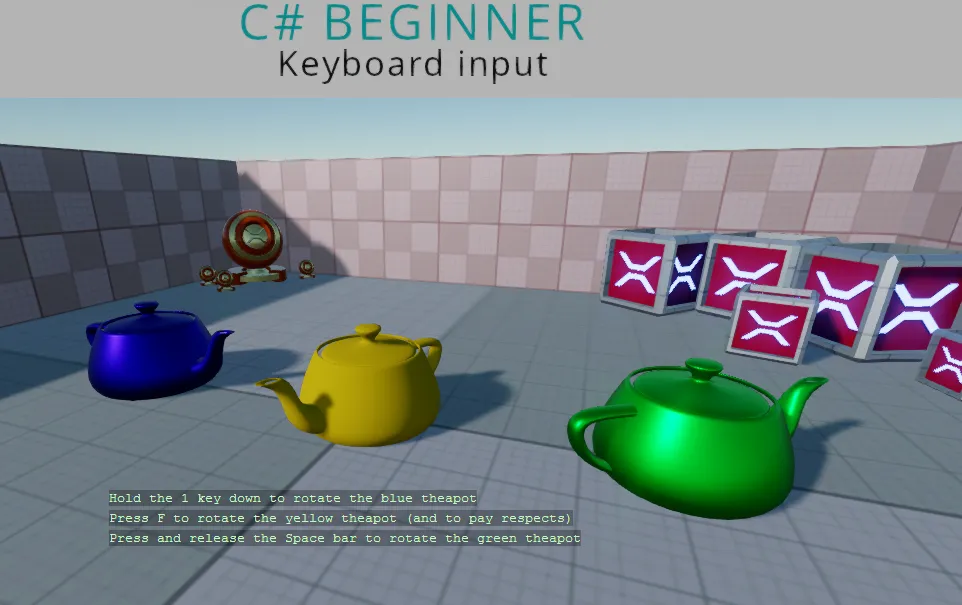 C# BEGINNER
Keyboard input
Hold the 1 key down to rotate the blue theapot
Press F to rotate the yellow theapot (and to pay respects)
Press and release the Space bar to rotate the green theapot